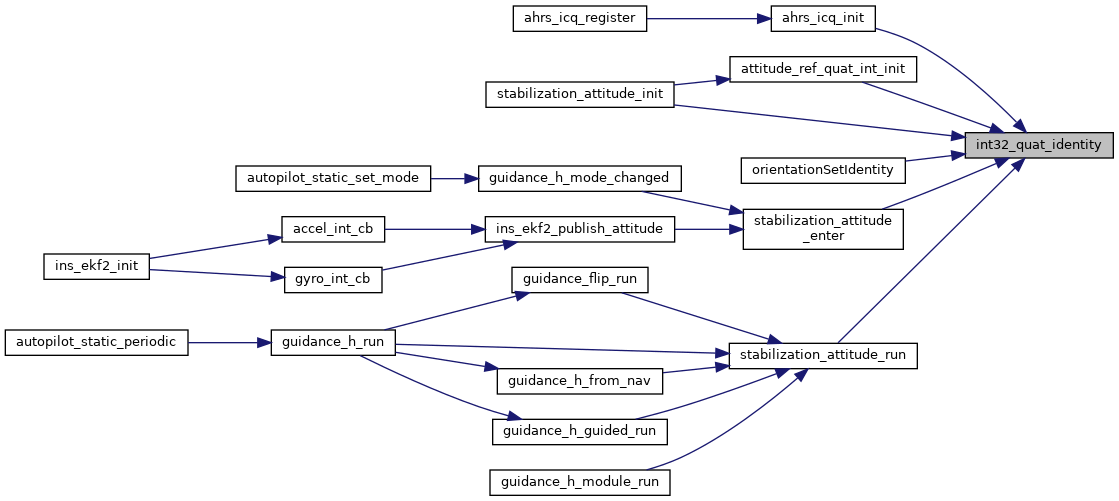 ahrs_icq_register
ahrs_icq_init
attitude_ref_quat_int_init
stabilization_attitude_init
int32_quat_identity
orientationSetIdentity
autopilot_static_set_mode
guidance_h_mode_changed
stabilization_attitude
_enter
accel_int_cb
ins_ekf2_publish_attitude
ins_ekf2_init
gyro_int_cb
guidance_flip_run
autopilot_static_periodic
guidance_h_run
stabilization_attitude_run
guidance_h_from_nav
guidance_h_guided_run
guidance_h_module_run